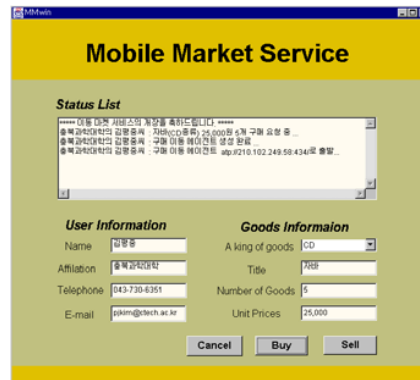 MMwin
Mobile Market Service
Status List
***** 이동 마켓 서비스의 개장을 축하드립니다. *****
충북과학대학의 김평중씨 : 자바(CD종류) 25,000원 5개 구매 요청 중...
충북과학대학의 김평중씨 : 구매 이동 에이전트 생성 완료...
충북과학대학의 김평중씨 : 구매 이동 에이전트 atp://210.102.249.58:434/로 출발...
User Information
Goods Informaion
Name 김평중
A king of goods CD
Affilation 충북과학대학
Title 자바
Telephone 043-730-6351
Number of Goods 5
E-mail pjkim@ctech.ac.kr
Unit Prices 25,000
Cancel Buy Sell